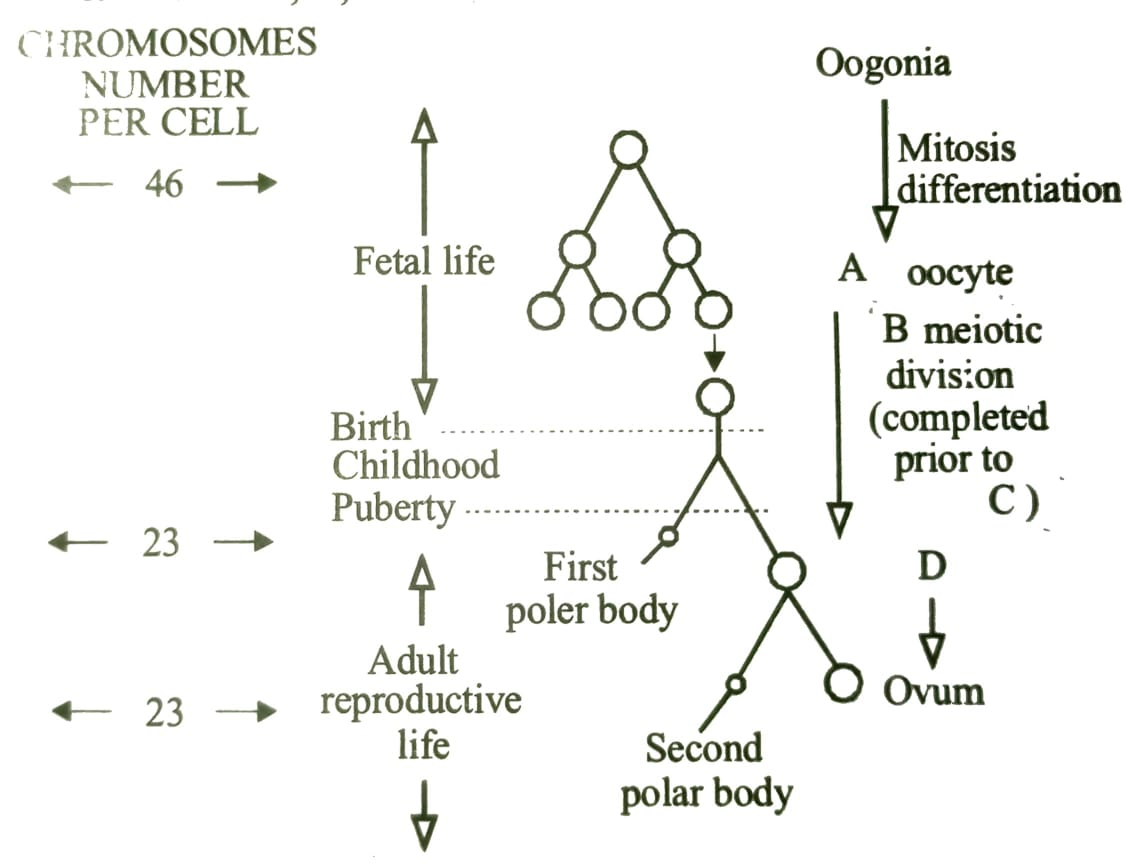 CHROMOSOMES
NUMBER
PER CELL
46
23
23
Fetal life
Birth
Childhood
Puberty
Adult
reproductive
life
First
poler body
Second
polar body
Oogonia
Mitosis
differentiation
A oocyte
B meiotic
division
(completed
prior to
C )
D
Ovum